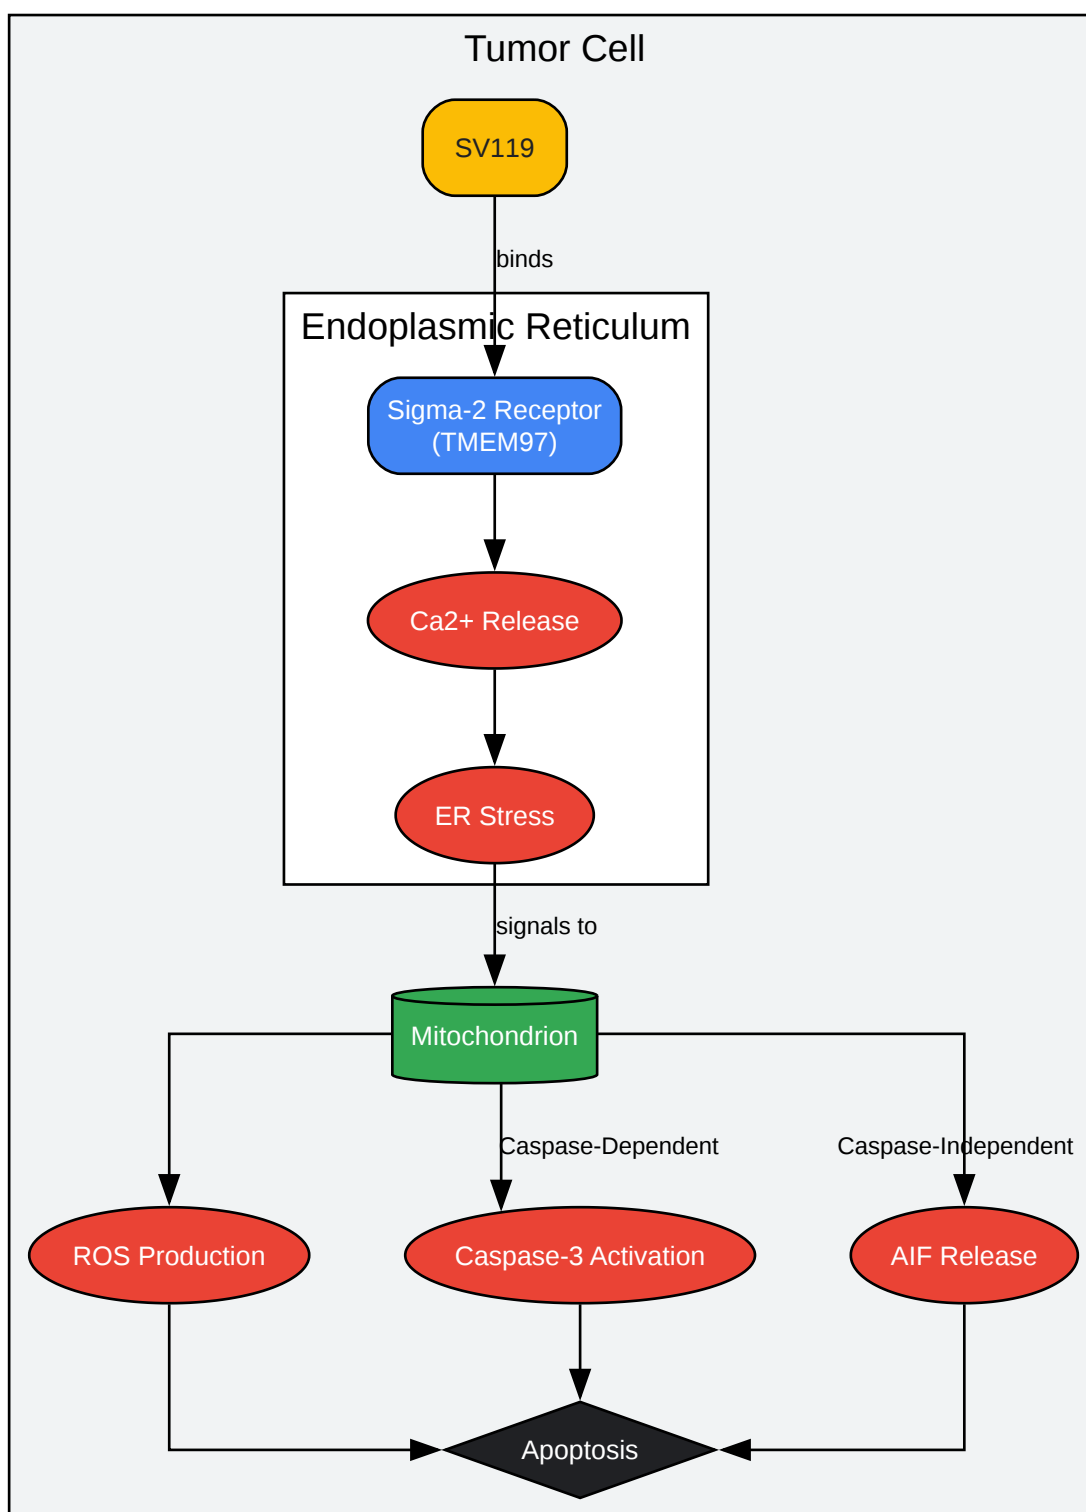 Tumor Cell
SV119
binds
Endoplasmic Reticulum
Sigma-2 Receptor
(TMEM97)
Ca2+ Release
ER Stress
signals to
Mitochondrion
Caspase-Dependent
Caspase-Independent
ROS Production
Caspase-3 Activation
AIF Release
Apoptosis